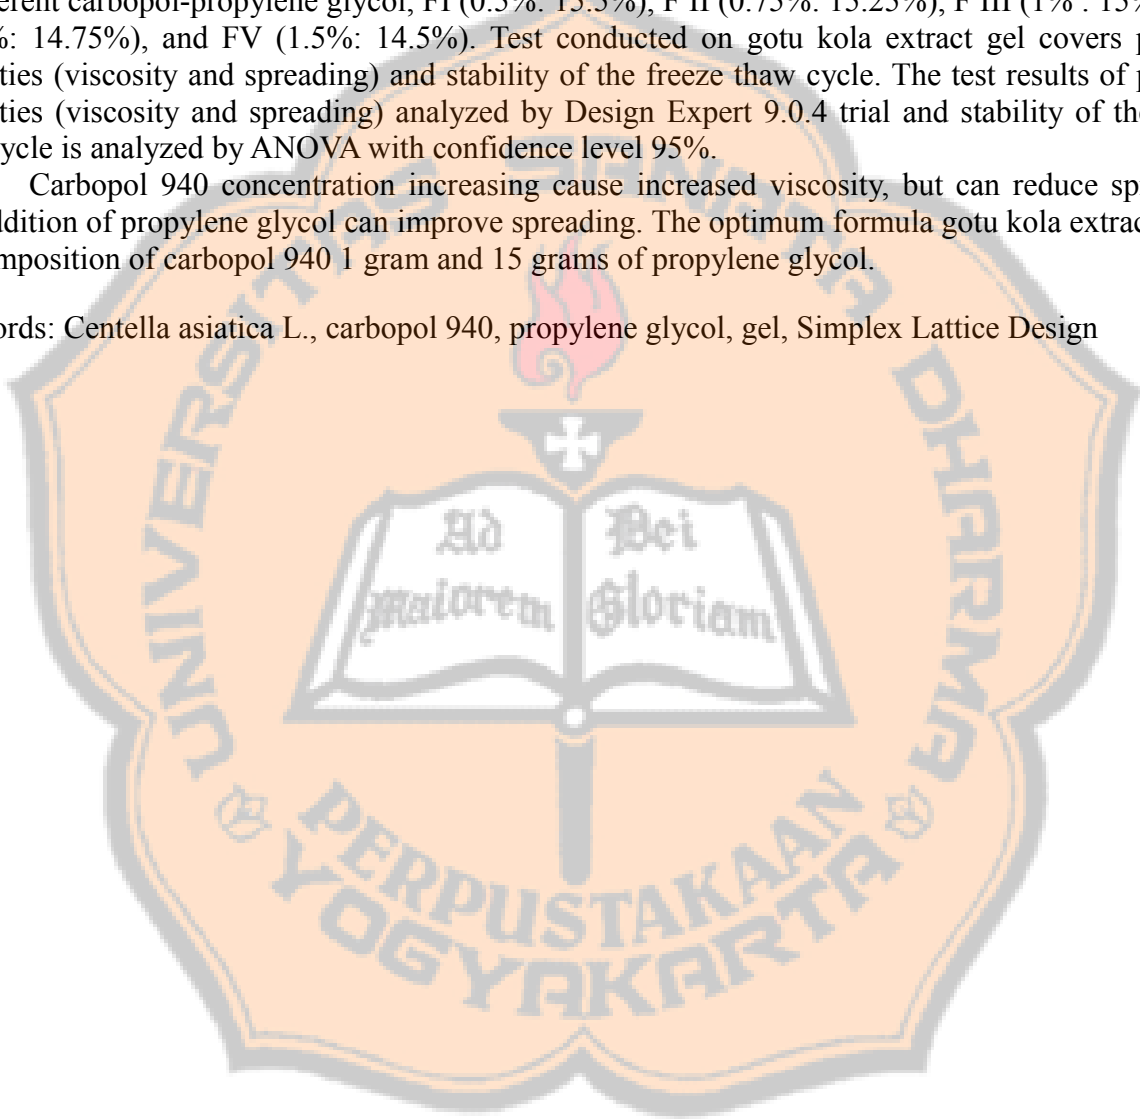 erent carbopol-propylene glycol, FI (0.5%: 15.5%), F II (0.75%: 15.25%), F III (1% : 15%
%: 14.75%), and FV (1.5%: 14.5%). Test conducted on gotu kola extract gel covers p
ties (viscosity and spreading) and stability of the freeze thaw cycle. The test results of p
ties (viscosity and spreading) analyzed by Design Expert 9.0.4 trial and stability of the
ycle is analyzed by ANOVA with confidence level 95%.
Carbopol 940 concentration increasing cause increased viscosity, but can reduce sp
ddition of propylene glycol can improve spreading. The optimum formula gotu kola extrac
mposition of carbopol 940 1 gram and 15 grams of propylene glycol.
ords: Centella asiatica L., carbopol 940, propylene glycol, gel, Simplex Lattice Design
UNIVERSITAS SANATA DHARMA
Ad Dei
maiorem Gloriam
PERPUSTAKAAN
YOGYAKARTA